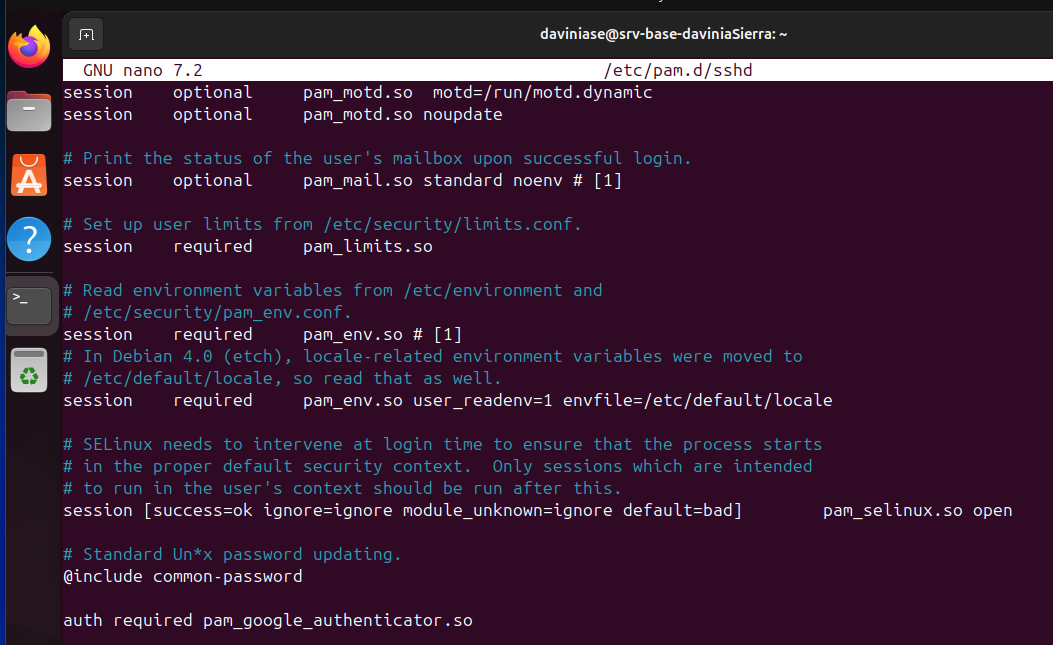 daviniase@srv-base-daviniaSierra: ~
GNU nano 7.2 /etc/pam.d/sshd
session optional pam_motd.so motd=/run/motd.dynamic
session optional pam_motd.so noupdate
# Print the status of the user's mailbox upon successful login.
session optional pam_mail.so standard noenv # [1]
# Set up user limits from /etc/security/limits.conf.
session required pam_limits.so
# Read environment variables from /etc/environment and
# /etc/security/pam_env.conf.
session required pam_env.so # [1]
# In Debian 4.0 (etch), locale-related environment variables were moved to
# /etc/default/locale, so read that as well.
session required pam_env.so user_readenv=1 envfile=/etc/default/locale
# SELinux needs to intervene at login time to ensure that the process starts
# in the proper default security context. Only sessions which are intended
# to run in the user's context should be run after this.
session [success=ok ignore=ignore module_unknown=ignore default=bad] pam_selinux.so open
# Standard Un*x password updating.
@include common-password
auth required pam_google_authenticator.so